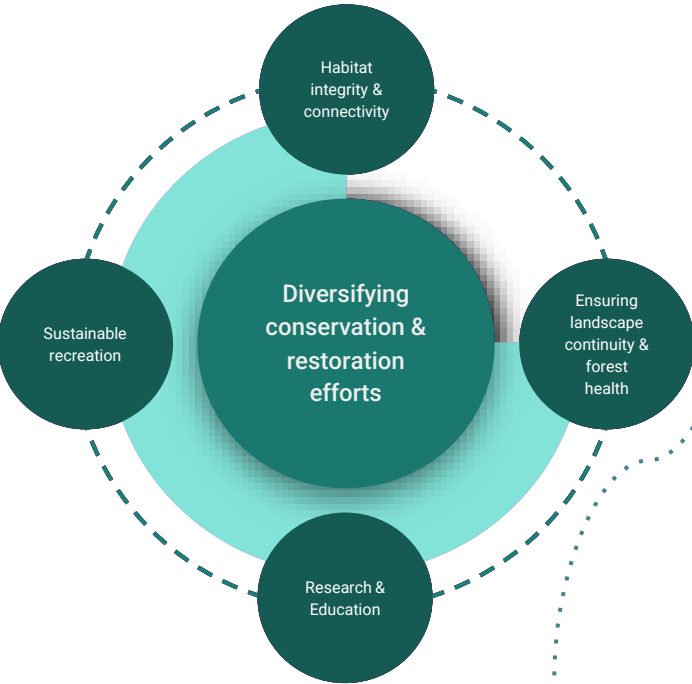 Habitat
integrity &
connectivity
Diversifying
conservation &
restoration
efforts
Ensuring
landscape
continuity &
forest
health
Sustainable
recreation
Research &
Education